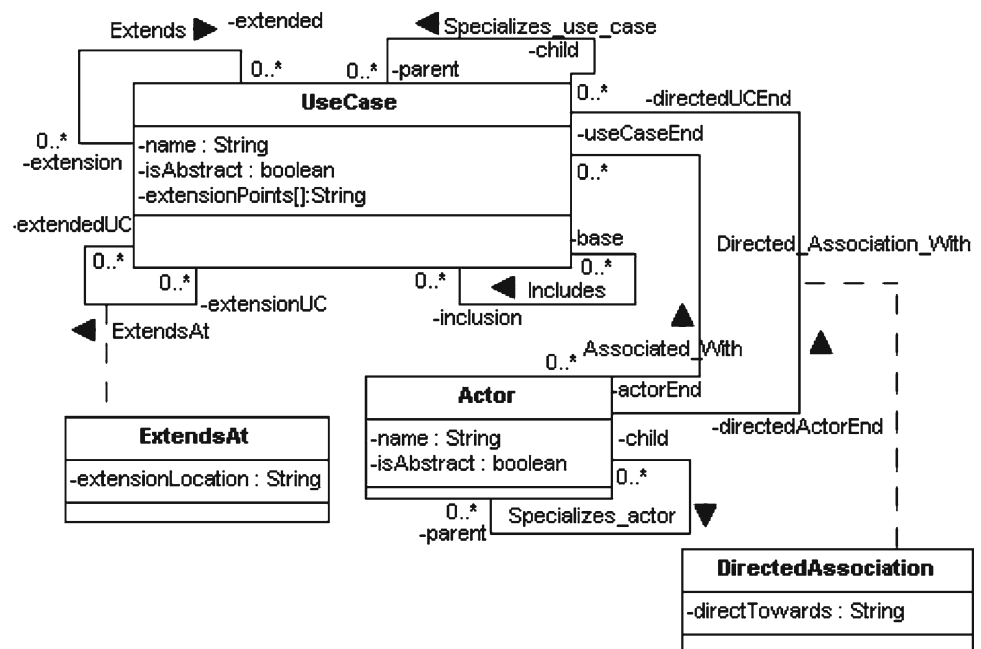 Extends
-extended
Specializes_use_case
-child
0..*
0..*
-parent
UseCase
0..*
-directedUCEnd
-useCaseEnd
0..*
-extension
-name : String
-isAbstract : boolean
-extensionPoints[]:String
0..*
-extendedUC
-base
Directed_Association_With
0..*
0..*
0..*
0..*
Includes
-extensionUC
-inclusion
ExtendsAt
0..*
Associated_With
Actor
-actorEnd
-directedActorEnd
-name : String
-isAbstract : boolean
-child
0..*
ExtendsAt
-extensionLocation : String
0..*
Specializes_actor
-parent
DirectedAssociation
-directTowards : String